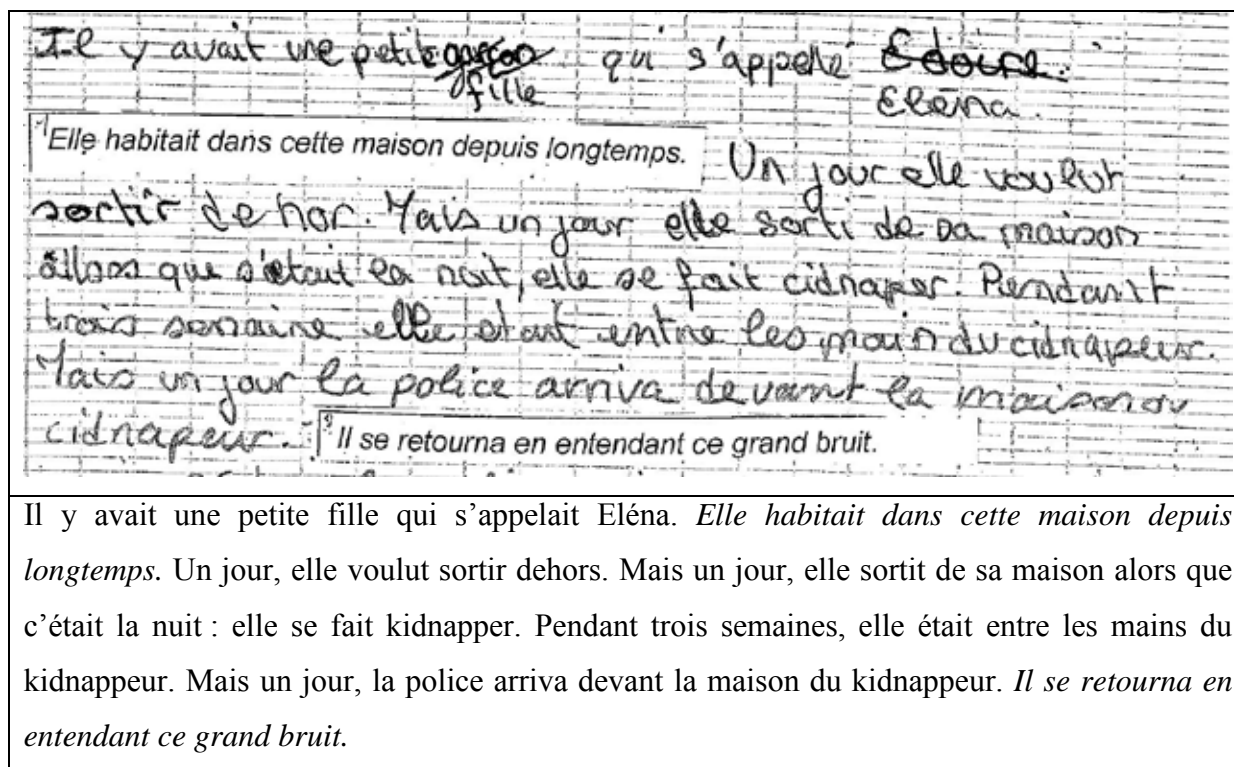 Il y avait une petite garçon qui s'appelé Edoire.
fille Eléna.
Elle habitait dans cette maison depuis longtemps. Un jour elle voulut
sortir de hor. Mais un jour elle sorti de sa maison
allors que s'était la nuit, elle se fait cidnaper. Pendant
trois semaine elle était entre les main du cidnapeur.
Mais un jour la police arriva devant la maison du
cidnapeur. Il se retourna en entendant ce grand bruit.
Il y avait une petite fille qui s’appelait Eléna. Elle habitait dans cette maison depuis
longtemps. Un jour, elle voulut sortir dehors. Mais un jour, elle sortit de sa maison alors que
c’était la nuit : elle se fait kidnapper. Pendant trois semaines, elle était entre les mains du
kidnappeur. Mais un jour, la police arriva devant la maison du kidnappeur. Il se retourna en
entendant ce grand bruit.